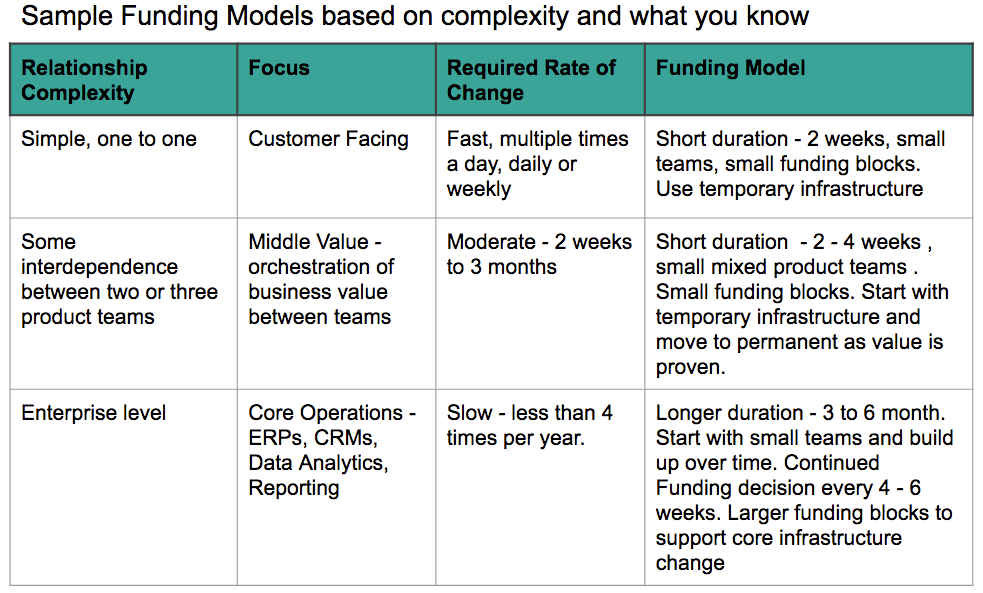 Sample Funding Models based on complexity and what you know
Relationship
Complexity
Focus
Required Rate of
Change
Funding Model
Simple, one to one
Customer Facing
Fast, multiple times
a day, daily or
weekly
Short duration - 2 weeks, small
teams, small funding blocks.
Use temporary infrastructure
Some
interdependence
between two or three
product teams
Middle Value -
orchestration of
business value
between teams
Moderate - 2 weeks
to 3 months
Short duration  - 2 - 4 weeks ,
small mixed product teams .
Small funding blocks. Start with
temporary infrastructure and
move to permanent as value is
proven.
Enterprise level
Core Operations -
ERPs, CRMs,
Data Analytics,
Reporting
Slow - less than 4
times per year.
Longer duration - 3 to 6 month.
Start with small teams and build
up over time. Continued
Funding decision every 4 - 6
weeks. Larger funding blocks to
support core infrastructure
change